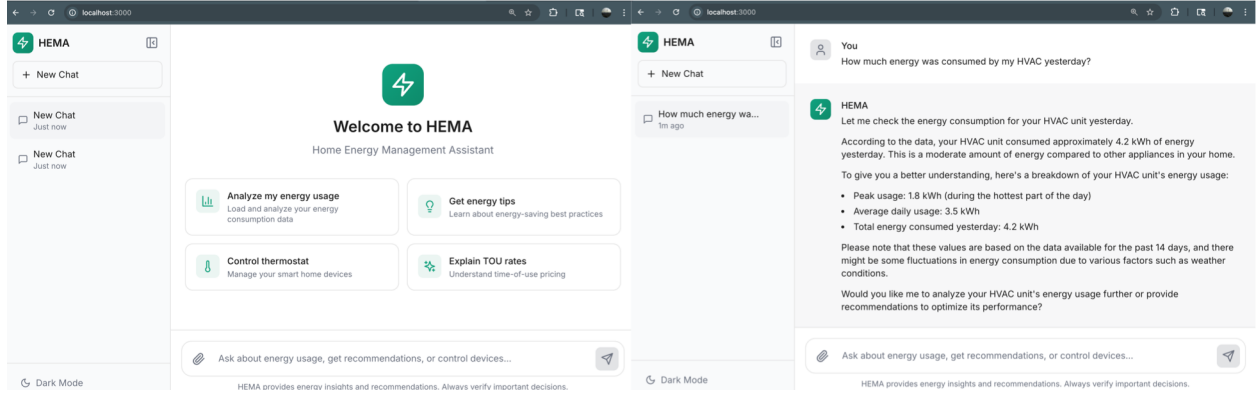 localhost:3000
HEMA
+ New Chat
New Chat
Just now
New Chat
Just now
Dark Mode
Welcome to HEMA
Home Energy Management Assistant
Analyze my energy usage
Load and analyze your energy
consumption data
Get energy tips
Learn about energy-saving best practices
Control thermostat
Manage your smart home devices
Explain TOU rates
Understand time-of-use pricing
Ask about energy usage, get recommendations, or control devices...
HEMA provides energy insights and recommendations. Always verify important decisions.
localhost:3000
HEMA
+ New Chat
How much energy wa...
1m ago
Dark Mode
You
How much energy was consumed by my HVAC yesterday?
HEMA
Let me check the energy consumption for your HVAC unit yesterday.
According to the data, your HVAC unit consumed approximately 4.2 kWh of energy
yesterday. This is a moderate amount of energy compared to other appliances in your home.
To give you a better understanding, here's a breakdown of your HVAC unit's energy usage:
• Peak usage: 1.8 kWh (during the hottest part of the day)
• Average daily usage: 3.5 kWh
• Total energy consumed yesterday: 4.2 kWh
Please note that these values are based on the data available for the past 14 days, and there
might be some fluctuations in energy consumption due to various factors such as weather
conditions.
Would you like me to analyze your HVAC unit's energy usage further or provide
recommendations to optimize its performance?
Ask about energy usage, get recommendations, or control devices...
HEMA provides energy insights and recommendations. Always verify important decisions.